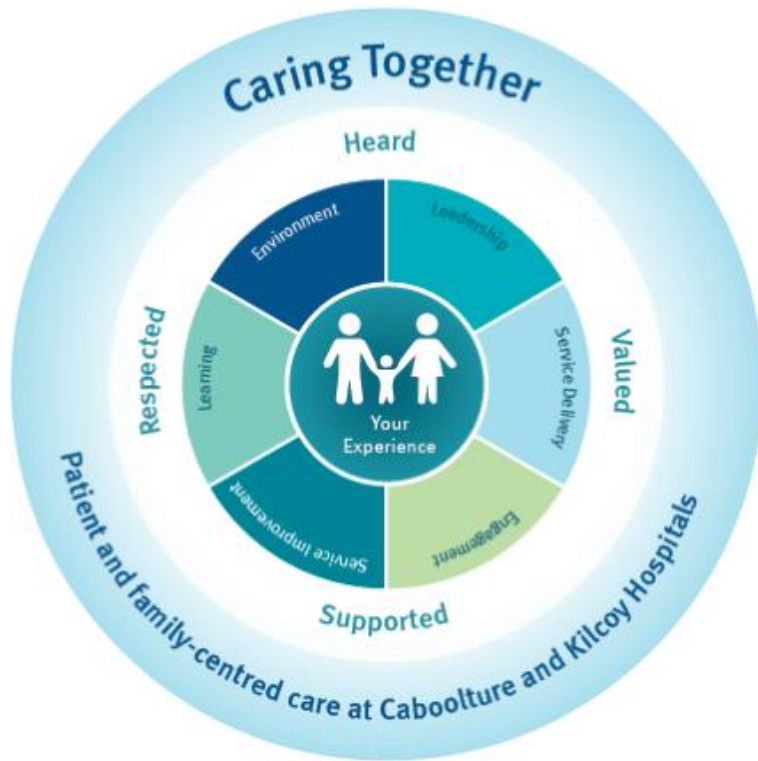 Caring Together
Heard
Environment
Leadership
Respected
Learning
Service Delivery
Valued
Your
Experience
Service Improvement
Engagement
Supported
Patient and family-centred care at Caboolture and Kilcoy Hospitals